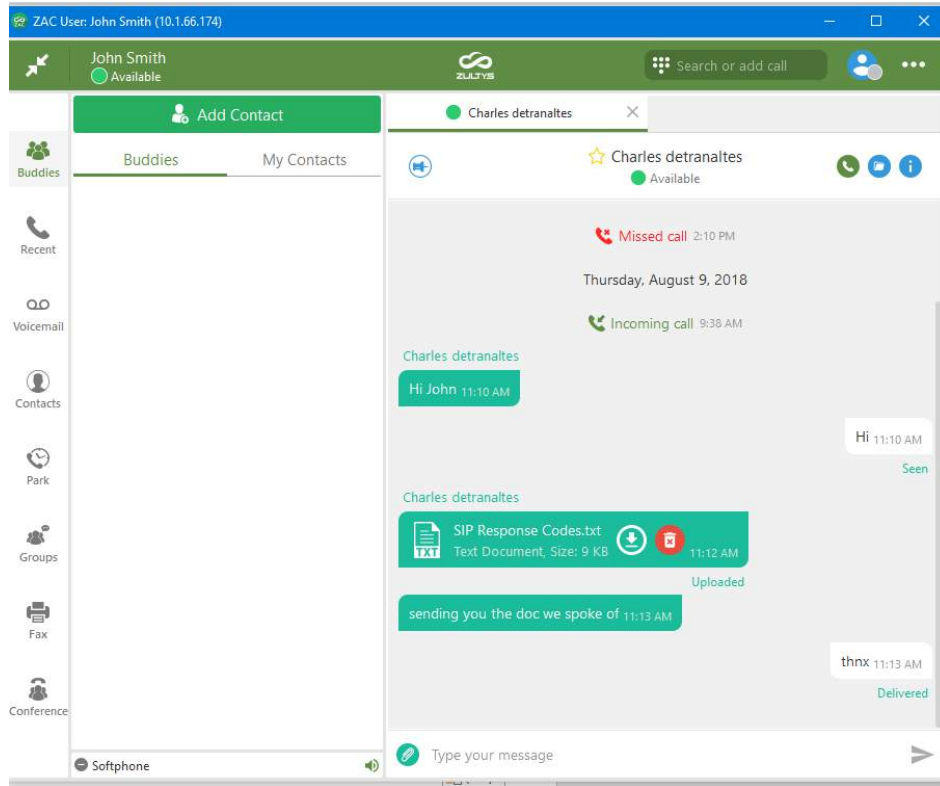 ZAC User: John Smith (10.1.66.174)
John Smith
Available
ZULTYS
Search or add call
Add Contact
Buddies
My Contacts
Buddies
Recent
Voicemail
Contacts
Park
Groups
Fax
Conference
Softphone
Charles detranaltes
Charles detranaltes
Available
Missed call 2:10 PM
Thursday, August 9, 2018
Incoming call 9:38 AM
Charles detranaltes
Hi John 11:10 AM
Hi 11:10 AM
Seen
Charles detranaltes
SIP Response Codes.txt
TXT
Text Document, Size: 9 KB
11:12 AM
Uploaded
sending you the doc we spoke of 11:13 AM
thnx 11:13 AM
Delivered
Type your message